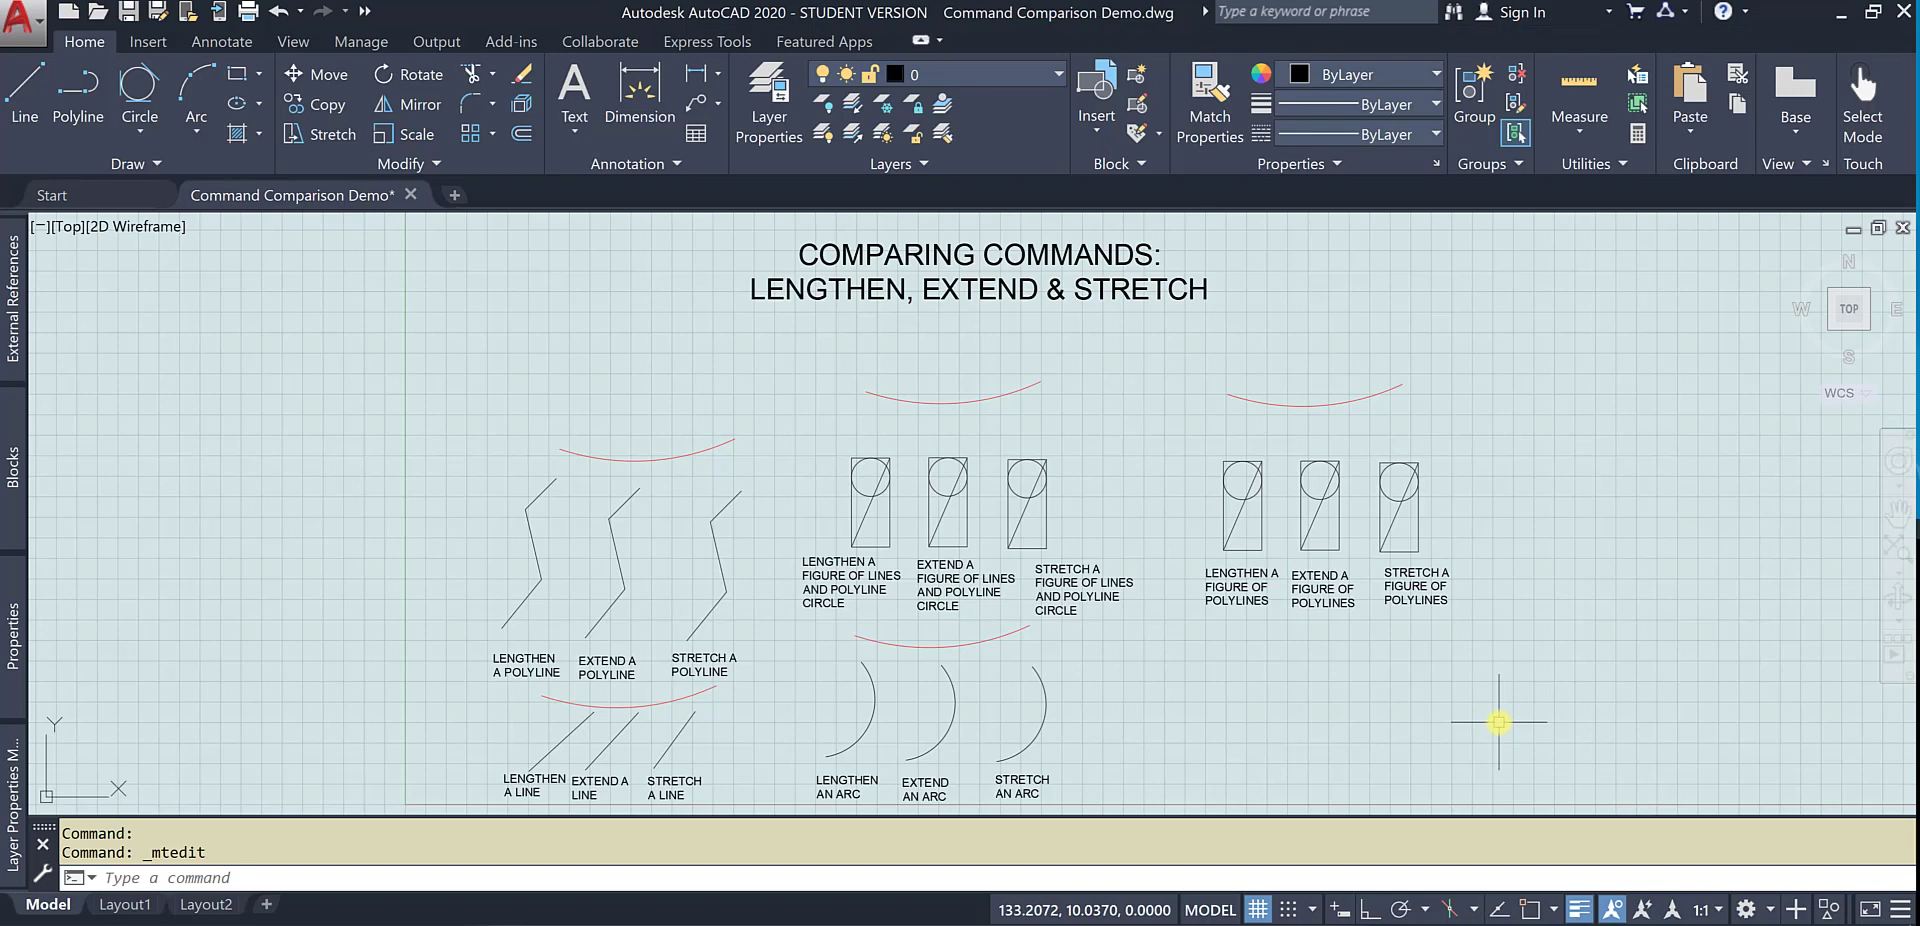 Autodesk AutoCAD 2020 - STUDENT VERSION Command Comparison Demo.dwg
Type a keyword or phrase
Sign In
Home Insert Annotate View Manage Output Add-ins Collaborate Express Tools Featured Apps
Line Polyline Circle Arc
Move Rotate
Copy Mirror
Stretch Scale
Text Dimension
Layer
Properties
0
Insert
Match
Properties
ByLayer
ByLayer
ByLayer
Group
Measure
Paste
Base
Select
Mode
Draw Modify Annotation Layers Block Properties Groups Utilities Clipboard View Touch
Start Command Comparison Demo*
[−][Top][2D Wireframe]
External References
Blocks
Properties
Layer Properties M...
COMPARING COMMANDS:
LENGTHEN, EXTEND & STRETCH
N
W TOP E
S
WCS
LENGTHEN A
FIGURE OF LINES
AND POLYLINE
CIRCLE
EXTEND A
FIGURE OF LINES
AND POLYLINE
CIRCLE
STRETCH A
FIGURE OF LINES
AND POLYLINE
CIRCLE
LENGTHEN A
FIGURE OF
POLYLINES
EXTEND A
FIGURE OF
POLYLINES
STRETCH A
FIGURE OF
POLYLINES
LENGTHEN
A POLYLINE
EXTEND A
POLYLINE
STRETCH A
POLYLINE
LENGTHEN
A LINE
EXTEND A
LINE
STRETCH
A LINE
LENGTHEN
AN ARC
EXTEND
AN ARC
STRETCH
AN ARC
Y
X
Command:
Command: _mtedit
Type a command
Model Layout1 Layout2
133.2072, 10.0370, 0.0000 MODEL 1:1